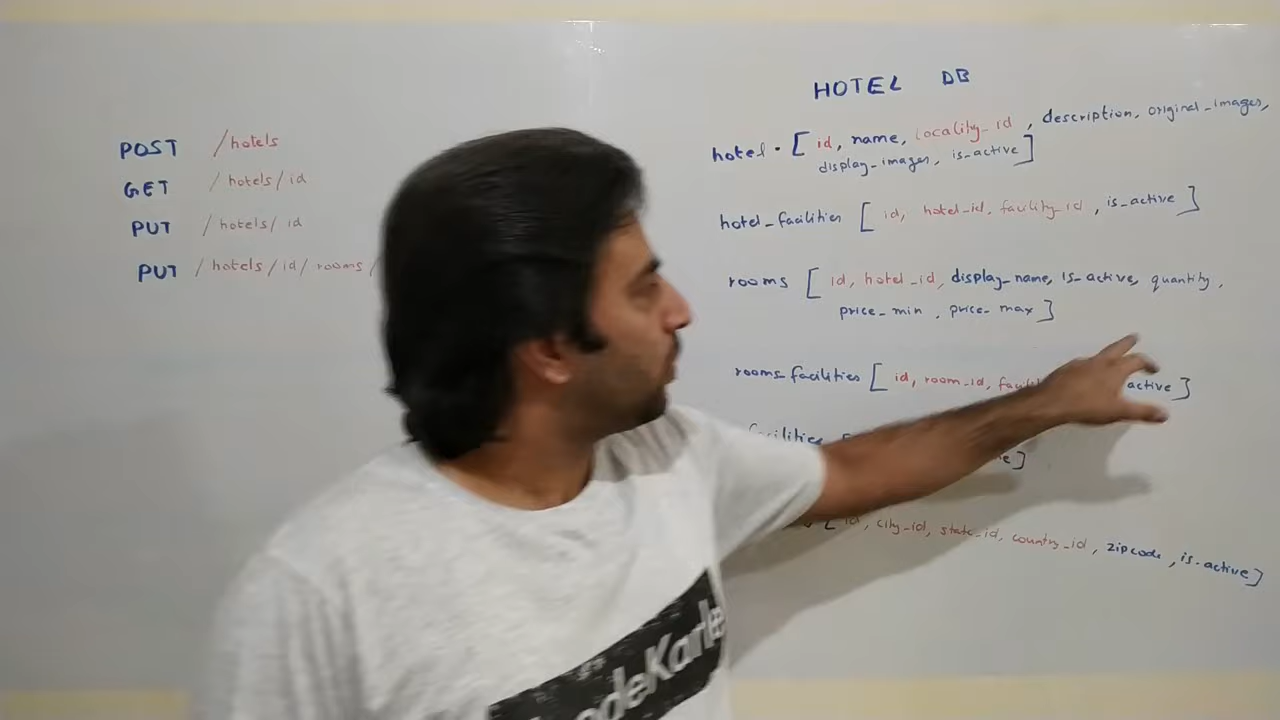 POST /hotels
GET /hotels/id
PUT /hotels/id
PUT /hotels/id/rooms/
HOTEL DB
hotel - [ id, name, locality_id, description, original_images,
display_images, is_active ]
hotel_facilities [ id, hotel_id, facility_id, is_active ]
rooms [ id, hotel_id, display_name, is_active, quantity,
price_min, price_max ]
rooms_facilities [ id, room_id, active ]
facilities
]
[ id, city_id, state_id, country_id, zipcode, is_active ]